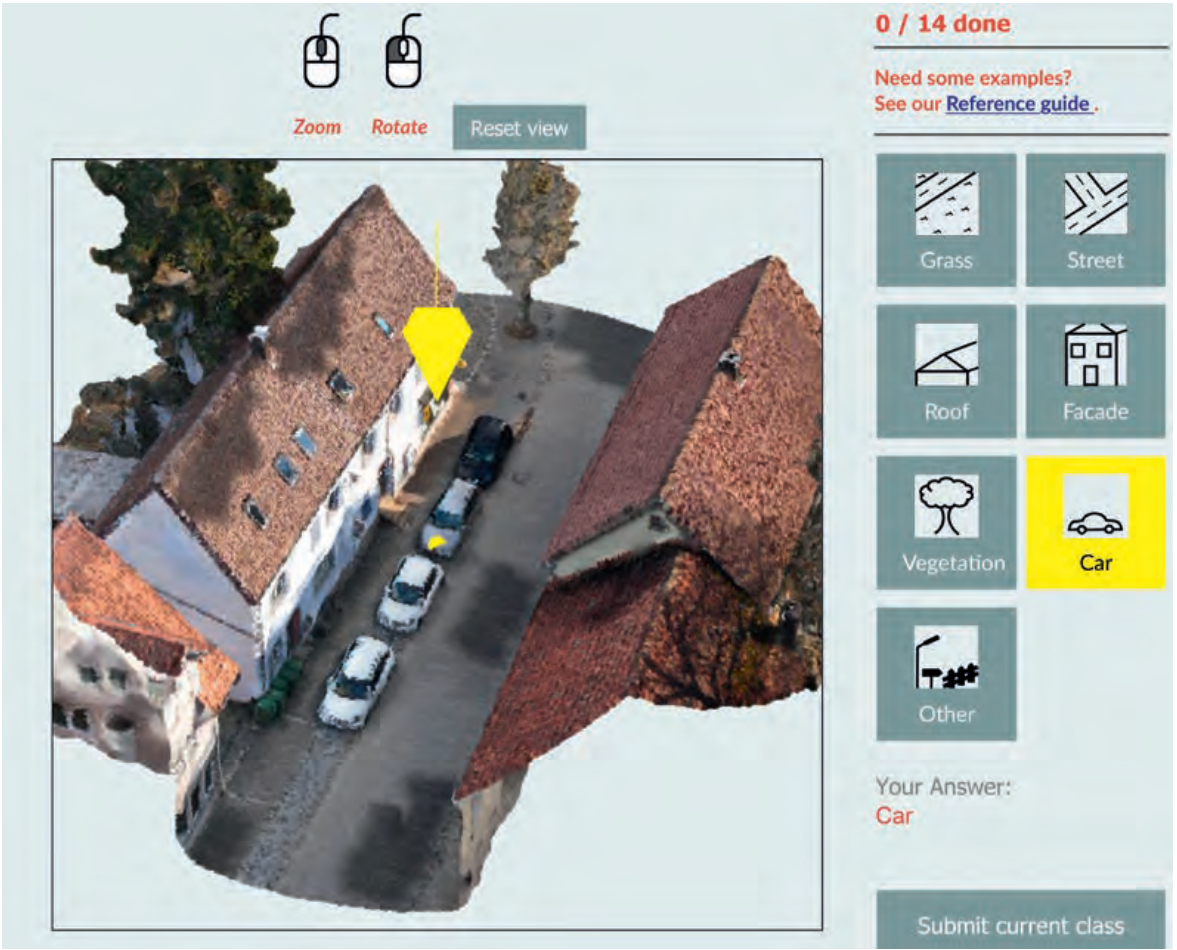 0 / 14 done
Need some examples?
See our Reference guide .
Zoom
Rotate
Reset view
Grass
Street
Roof
Facade
Vegetation
Car
Other
Your Answer:
Car
Submit current class